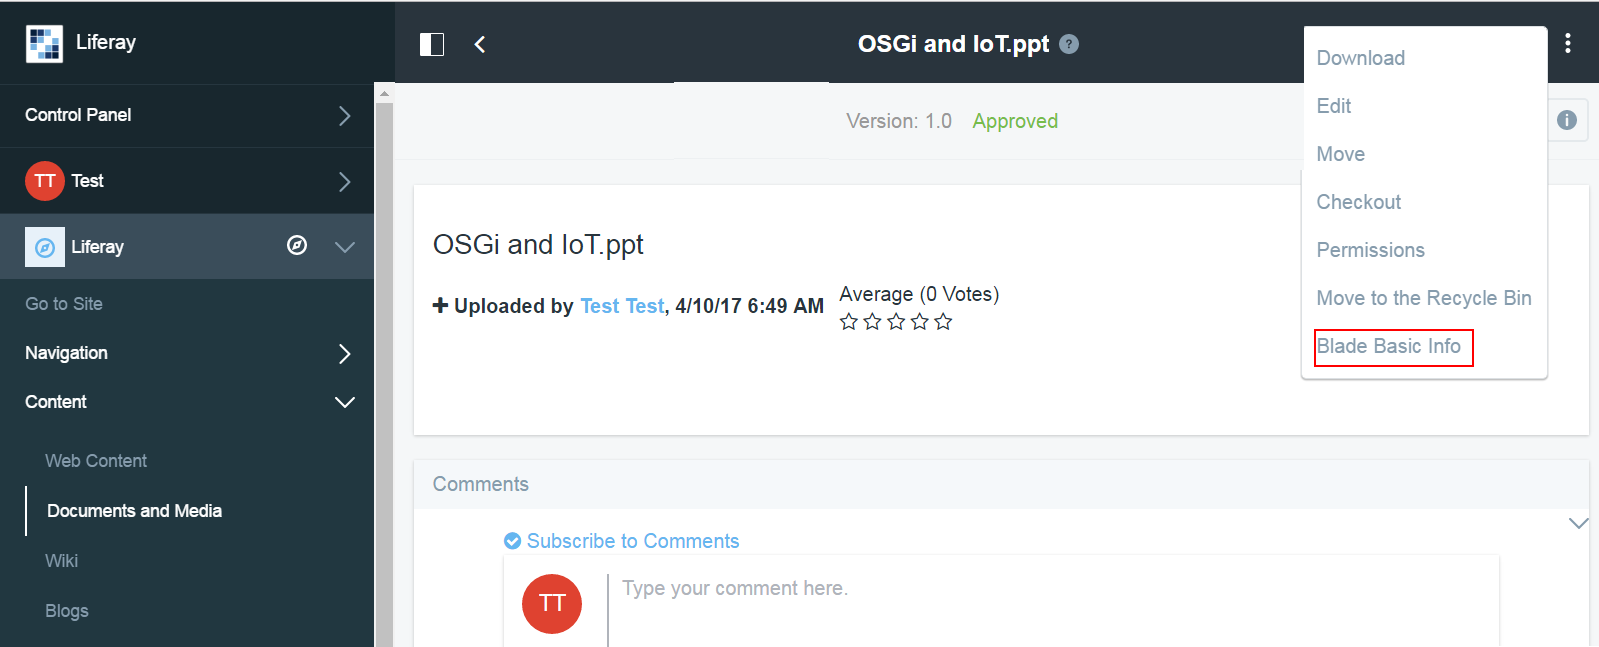 Liferay
Control Panel
TT Test
Liferay
Go to Site
Navigation
Content
Web Content
Documents and Media
Wiki
Blogs
OSGi and IoT.ppt ?
Version: 1.0 Approved
OSGi and IoT.ppt
Uploaded by Test Test, 4/10/17 6:49 AM
Average (0 Votes)
Download
Edit
Move
Checkout
Permissions
Move to the Recycle Bin
Blade Basic Info
Comments
Subscribe to Comments
TT
Type your comment here.